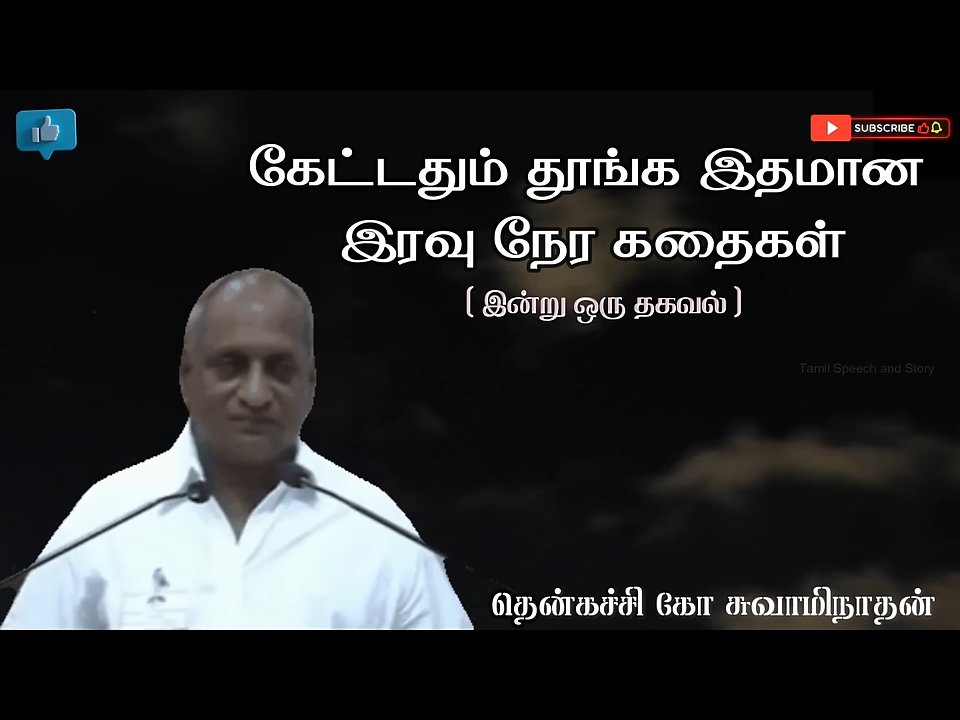 SUBSCRIBE
கேட்டதும் தூங்க இதமான
இரவு நேர கதைகள்
( இன்று ஒரு தகவல் )
Tamil Speech and Story
தென்கச்சி கோ சுவாமிநாதன்